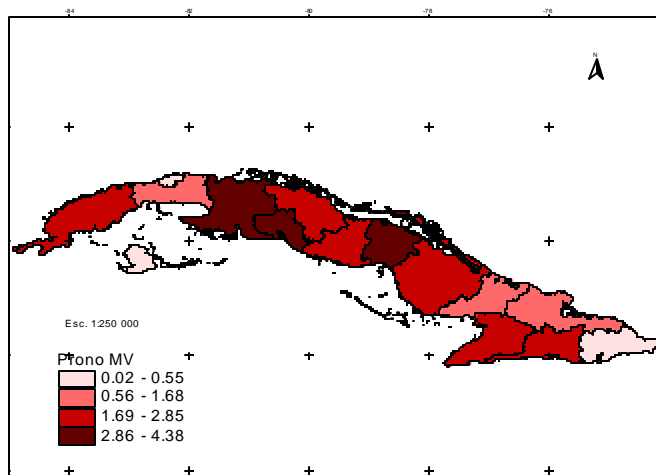 -84 -82 -80 -78 -76
N
Esc. 1:250 000
Prono MV
0.02 - 0.55
0.56 - 1.68
1.69 - 2.85
2.86 - 4.38